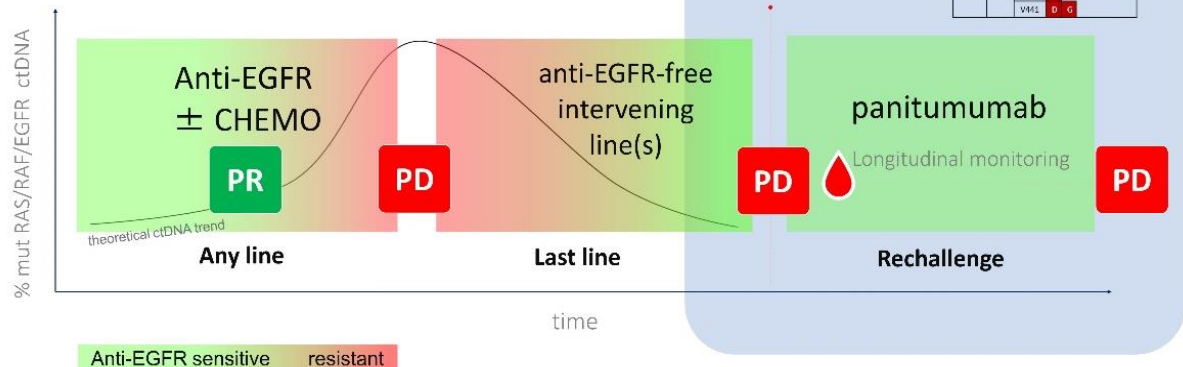 V441 D G
% mut RAS/RAF/EGFR ctDNA
Anti-EGFR
± CHEMO
PR
PD
theoretical ctDNA trend
Any line
anti-EGFR-free
intervening
line(s)
PD
Last line
panitumumab
Longitudinal monitoring
PD
Rechallenge
time
Anti-EGFR sensitive resistant